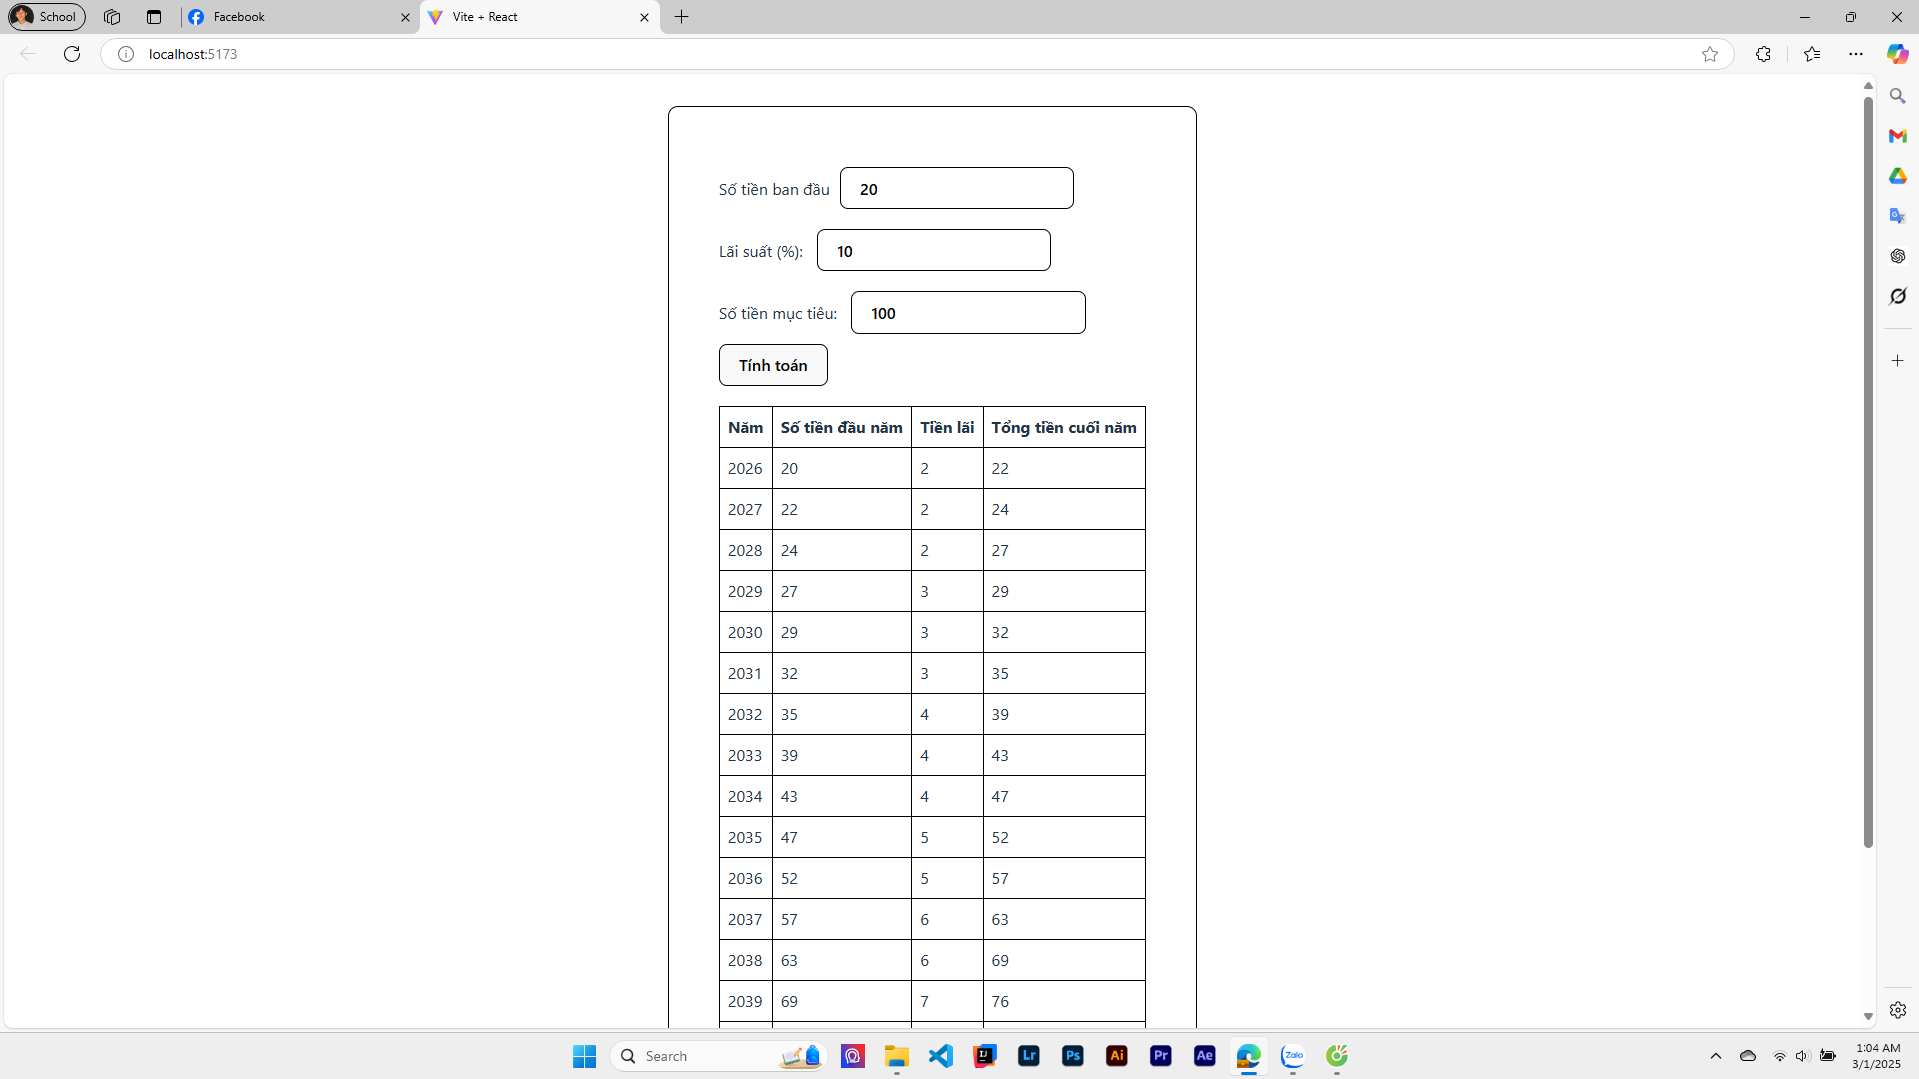 School
Facebook
Vite + React
localhost:5173
Số tiền ban đầu 20
Lãi suất (%): 10
Số tiền mục tiêu: 100
Tính toán
Năm Số tiền đầu năm Tiền lãi Tổng tiền cuối năm
2026 20 2 22
2027 22 2 24
2028 24 2 27
2029 27 3 29
2030 29 3 32
2031 32 3 35
2032 35 4 39
2033 39 4 43
2034 43 4 47
2035 47 5 52
2036 52 5 57
2037 57 6 63
2038 63 6 69
2039 69 7 76
Search
Lr
Ps
Ai
Pr
Ae
Zalo
1:04 AM
3/1/2025